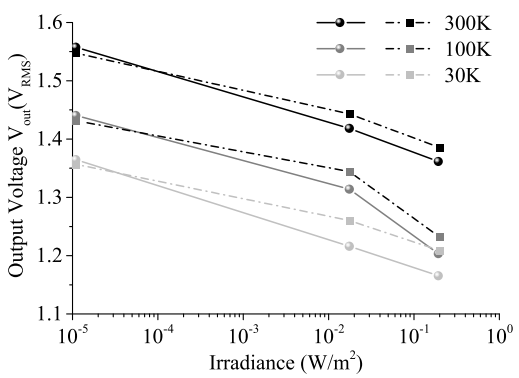 1.6
1.5
1.4
1.3
1.2
1.1
Output Voltage V_out(V_RMS)
300K
100K
30K
10^-5 10^-4 10^-3 10^-2 10^-1 10^0
Irradiance (W/m^2)